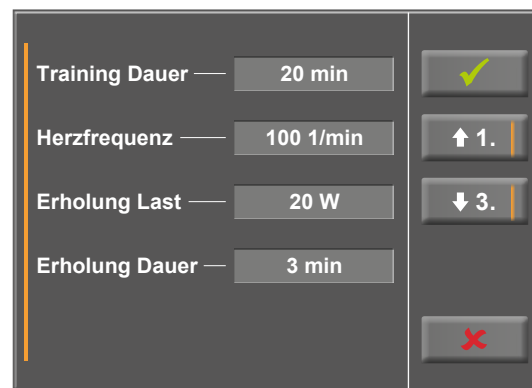 Training Dauer 20 min
Herzfrequenz 100 1/min
Erholung Last 20 W
Erholung Dauer 3 min
1.
3.